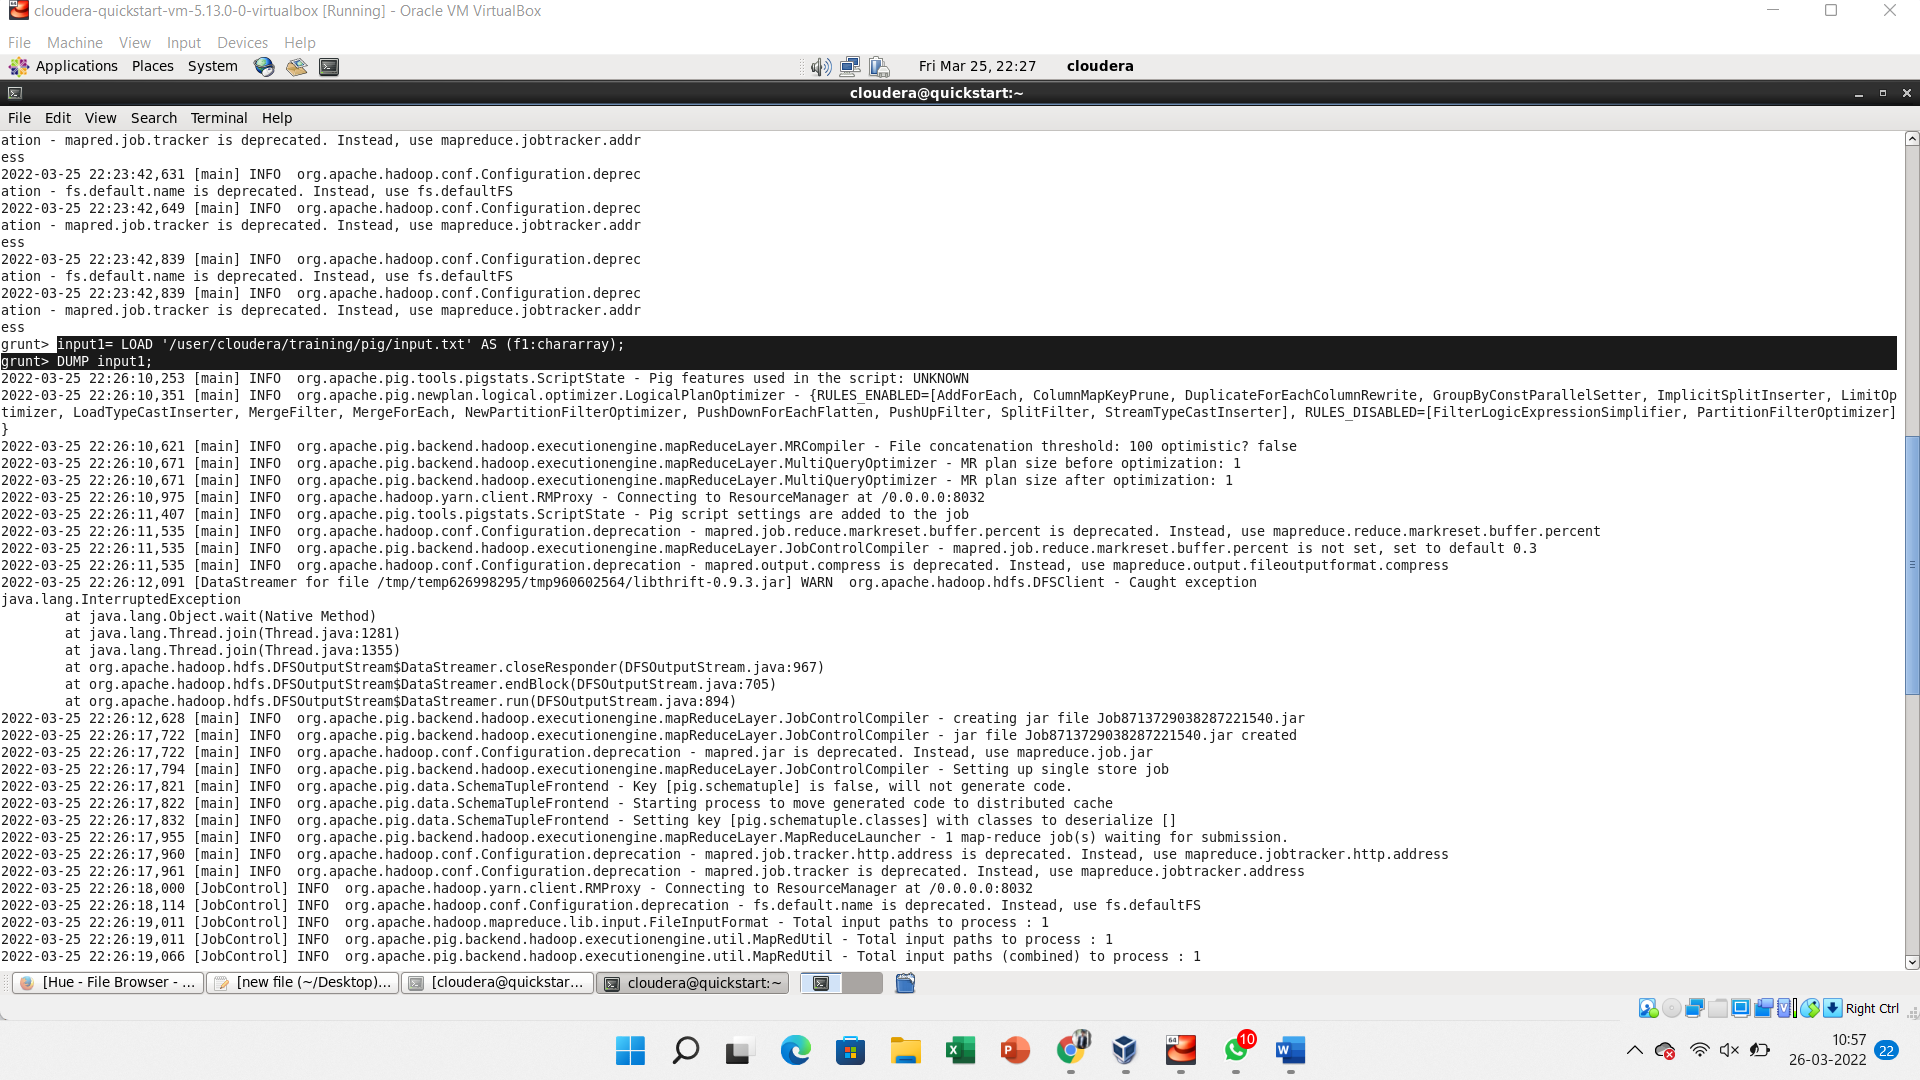 cloudera-quickstart-vm-5.13.0-0-virtualbox [Running] - Oracle VM VirtualBox
File Machine View Input Devices Help
Applications Places System Fri Mar 25, 22:27 cloudera
cloudera@quickstart:~
File Edit View Search Terminal Help
ation - mapred.job.tracker is deprecated. Instead, use mapreduce.jobtracker.addr
ess
2022-03-25 22:23:42,631 [main] INFO  org.apache.hadoop.conf.Configuration.deprec
ation - fs.default.name is deprecated. Instead, use fs.defaultFS
2022-03-25 22:23:42,649 [main] INFO  org.apache.hadoop.conf.Configuration.deprec
ation - mapred.job.tracker is deprecated. Instead, use mapreduce.jobtracker.addr
ess
2022-03-25 22:23:42,839 [main] INFO  org.apache.hadoop.conf.Configuration.deprec
ation - fs.default.name is deprecated. Instead, use fs.defaultFS
2022-03-25 22:23:42,839 [main] INFO  org.apache.hadoop.conf.Configuration.deprec
ation - mapred.job.tracker is deprecated. Instead, use mapreduce.jobtracker.addr
ess
grunt> input1= LOAD '/user/cloudera/training/pig/input.txt' AS (f1:chararray);
grunt> DUMP input1;
2022-03-25 22:26:10,253 [main] INFO  org.apache.pig.tools.pigstats.ScriptState - Pig features used in the script: UNKNOWN
2022-03-25 22:26:10,351 [main] INFO  org.apache.pig.newplan.logical.optimizer.LogicalPlanOptimizer - {RULES_ENABLED=[AddForEach, ColumnMapKeyPrune, DuplicateForEachColumnRewrite, GroupByConstParallelSetter, ImplicitSplitInserter, LimitOp
timizer, LoadTypeCastInserter, MergeFilter, MergeForEach, NewPartitionFilterOptimizer, PushDownForEachFlatten, PushUpFilter, SplitFilter, StreamTypeCastInserter], RULES_DISABLED=[FilterLogicExpressionSimplifier, PartitionFilterOptimizer]
}
2022-03-25 22:26:10,621 [main] INFO  org.apache.pig.backend.hadoop.executionengine.mapReduceLayer.MRCompiler - File concatenation threshold: 100 optimistic? false
2022-03-25 22:26:10,671 [main] INFO  org.apache.pig.backend.hadoop.executionengine.mapReduceLayer.MultiQueryOptimizer - MR plan size before optimization: 1
2022-03-25 22:26:10,671 [main] INFO  org.apache.pig.backend.hadoop.executionengine.mapReduceLayer.MultiQueryOptimizer - MR plan size after optimization: 1
2022-03-25 22:26:10,975 [main] INFO  org.apache.hadoop.yarn.client.RMProxy - Connecting to ResourceManager at /0.0.0.0:8032
2022-03-25 22:26:11,407 [main] INFO  org.apache.pig.tools.pigstats.ScriptState - Pig script settings are added to the job
2022-03-25 22:26:11,535 [main] INFO  org.apache.hadoop.conf.Configuration.deprecation - mapred.job.reduce.markreset.buffer.percent is deprecated. Instead, use mapreduce.reduce.markreset.buffer.percent
2022-03-25 22:26:11,535 [main] INFO  org.apache.pig.backend.hadoop.executionengine.mapReduceLayer.JobControlCompiler - mapred.job.reduce.markreset.buffer.percent is not set, set to default 0.3
2022-03-25 22:26:11,535 [main] INFO  org.apache.hadoop.conf.Configuration.deprecation - mapred.output.compress is deprecated. Instead, use mapreduce.output.fileoutputformat.compress
2022-03-25 22:26:12,091 [DataStreamer for file /tmp/temp626998295/tmp960602564/libthrift-0.9.3.jar] WARN  org.apache.hadoop.hdfs.DFSClient - Caught exception
java.lang.InterruptedException
at java.lang.Object.wait(Native Method)
at java.lang.Thread.join(Thread.java:1281)
at java.lang.Thread.join(Thread.java:1355)
at org.apache.hadoop.hdfs.DFSOutputStream$DataStreamer.closeResponder(DFSOutputStream.java:967)
at org.apache.hadoop.hdfs.DFSOutputStream$DataStreamer.endBlock(DFSOutputStream.java:705)
at org.apache.hadoop.hdfs.DFSOutputStream$DataStreamer.run(DFSOutputStream.java:894)
2022-03-25 22:26:12,628 [main] INFO  org.apache.pig.backend.hadoop.executionengine.mapReduceLayer.JobControlCompiler - creating jar file Job8713729038287221540.jar
2022-03-25 22:26:17,722 [main] INFO  org.apache.pig.backend.hadoop.executionengine.mapReduceLayer.JobControlCompiler - jar file Job8713729038287221540.jar created
2022-03-25 22:26:17,722 [main] INFO  org.apache.hadoop.conf.Configuration.deprecation - mapred.jar is deprecated. Instead, use mapreduce.job.jar
2022-03-25 22:26:17,794 [main] INFO  org.apache.pig.backend.hadoop.executionengine.mapReduceLayer.JobControlCompiler - Setting up single store job
2022-03-25 22:26:17,821 [main] INFO  org.apache.pig.data.SchemaTupleFrontend - Key [pig.schematuple] is false, will not generate code.
2022-03-25 22:26:17,822 [main] INFO  org.apache.pig.data.SchemaTupleFrontend - Starting process to move generated code to distributed cache
2022-03-25 22:26:17,832 [main] INFO  org.apache.pig.data.SchemaTupleFrontend - Setting key [pig.schematuple.classes] with classes to deserialize []
2022-03-25 22:26:17,955 [main] INFO  org.apache.pig.backend.hadoop.executionengine.mapReduceLayer.MapReduceLauncher - 1 map-reduce job(s) waiting for submission.
2022-03-25 22:26:17,960 [main] INFO  org.apache.hadoop.conf.Configuration.deprecation - mapred.job.tracker.http.address is deprecated. Instead, use mapreduce.jobtracker.http.address
2022-03-25 22:26:17,961 [main] INFO  org.apache.hadoop.conf.Configuration.deprecation - mapred.job.tracker is deprecated. Instead, use mapreduce.jobtracker.address
2022-03-25 22:26:18,000 [JobControl] INFO  org.apache.hadoop.yarn.client.RMProxy - Connecting to ResourceManager at /0.0.0.0:8032
2022-03-25 22:26:18,114 [JobControl] INFO  org.apache.hadoop.conf.Configuration.deprecation - fs.default.name is deprecated. Instead, use fs.defaultFS
2022-03-25 22:26:19,011 [JobControl] INFO  org.apache.hadoop.mapreduce.lib.input.FileInputFormat - Total input paths to process : 1
2022-03-25 22:26:19,011 [JobControl] INFO  org.apache.pig.backend.hadoop.executionengine.util.MapRedUtil - Total input paths to process : 1
2022-03-25 22:26:19,066 [JobControl] INFO  org.apache.pig.backend.hadoop.executionengine.util.MapRedUtil - Total input paths (combined) to process : 1
[Hue - File Browser - ... [new file (~/Desktop)... [cloudera@quickstar... cloudera@quickstart:~
Right Ctrl
10:57
26-03-2022
22
10
64